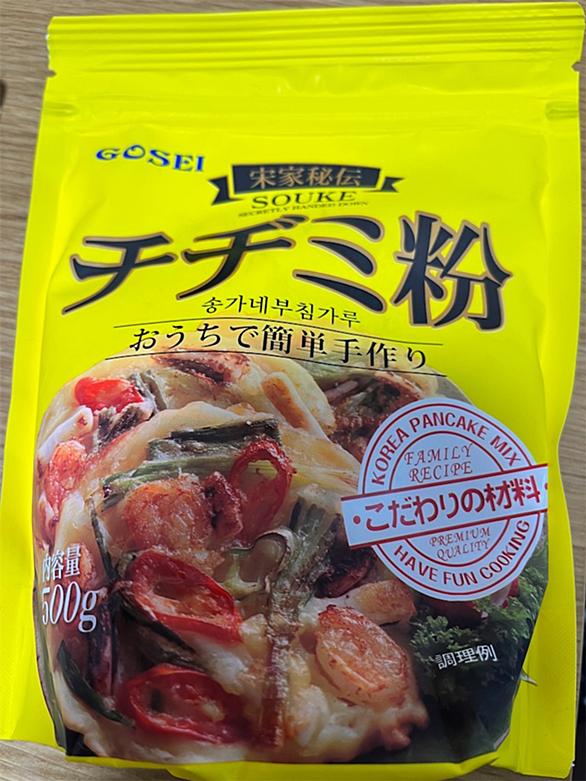 GOSEI
宋家秘伝
SOUKE
SECRETLY HANDED DOWN
チヂミ粉
송가네부침가루
おうちで簡単手作り
KOREA PANCAKE MIX
FAMILY
RECIPE
・こだわりの材料・
PREMIUM
QUALITY
HAVE FUN COOKING
内容量
500g
調理例